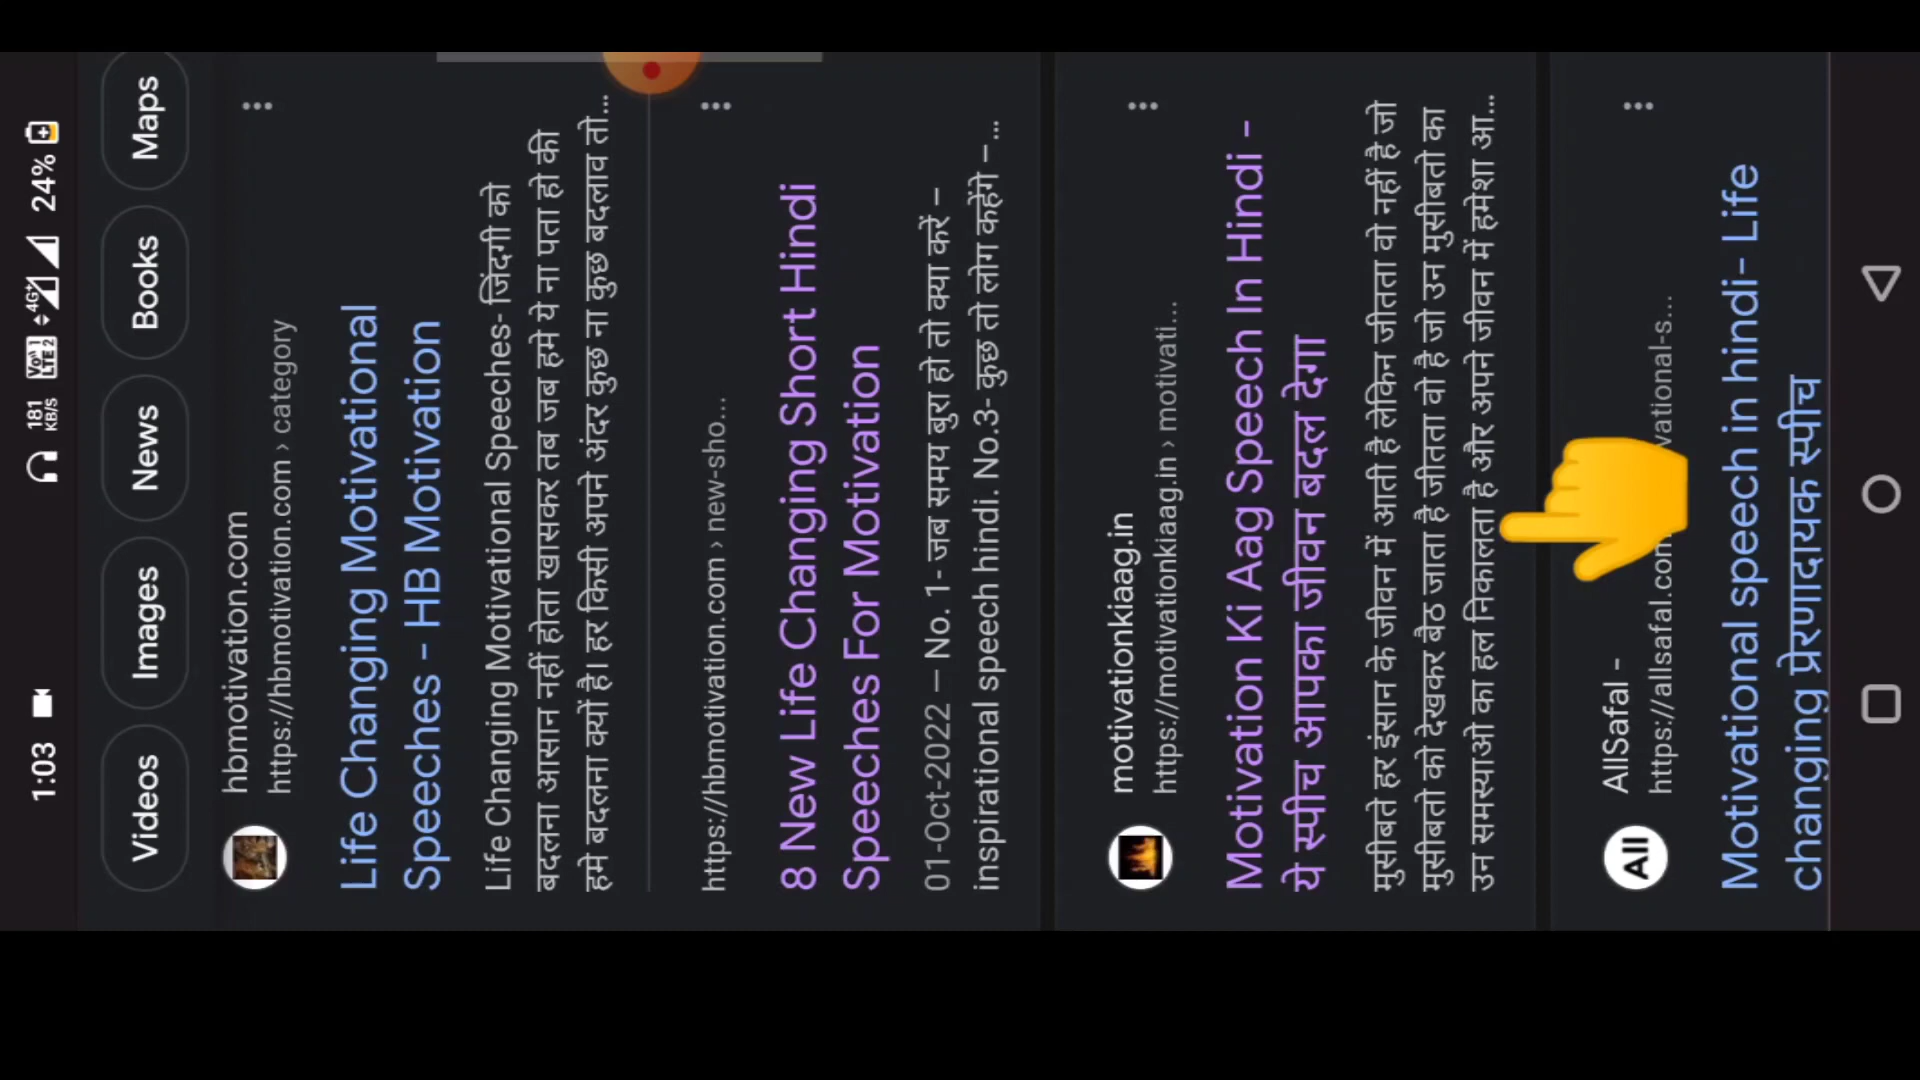 1:03
181
KB/s
Vo)) 1
LTE 2
4G+
24%
Videos
Images
News
Books
Maps
hbmotivation.com
https://hbmotivation.com › category
Life Changing Motivational
Speeches - HB Motivation
Life Changing Motivational Speeches- जिंदगी को
बदलना आसान नहीं होता खासकर तब जब हमे ये ना पता हो की
हमे बदलना क्यों है। हर किसी अपने अंदर कुछ ना कुछ बदलाव तो...
https://hbmotivation.com › new-sho...
8 New Life Changing Short Hindi
Speeches For Motivation
01-Oct-2022 — No. 1- जब समय बुरा हो तो क्या करें –
inspirational speech hindi. No.3- कुछ तो लोग कहेंगे – ...
motivationkiaag.in
https://motivationkiaag.in › motivati...
Motivation Ki Aag Speech In Hindi -
ये स्पीच आपका जीवन बदल देगा
मुसीबते हर इंसान के जीवन में आती है लेकिन जीतता वो नहीं है जो
मुसीबतो को देखकर बैठ जाता है जीतता वो है जो उन मुसीबतो का
उन समस्याओं का हल निकालता है और अपने जीवन में हमेशा आ...
All
AllSafal -
https://allsafal.com vational-s...
Motivational speech in hindi- Life
changing प्रेरणादायक स्पीच